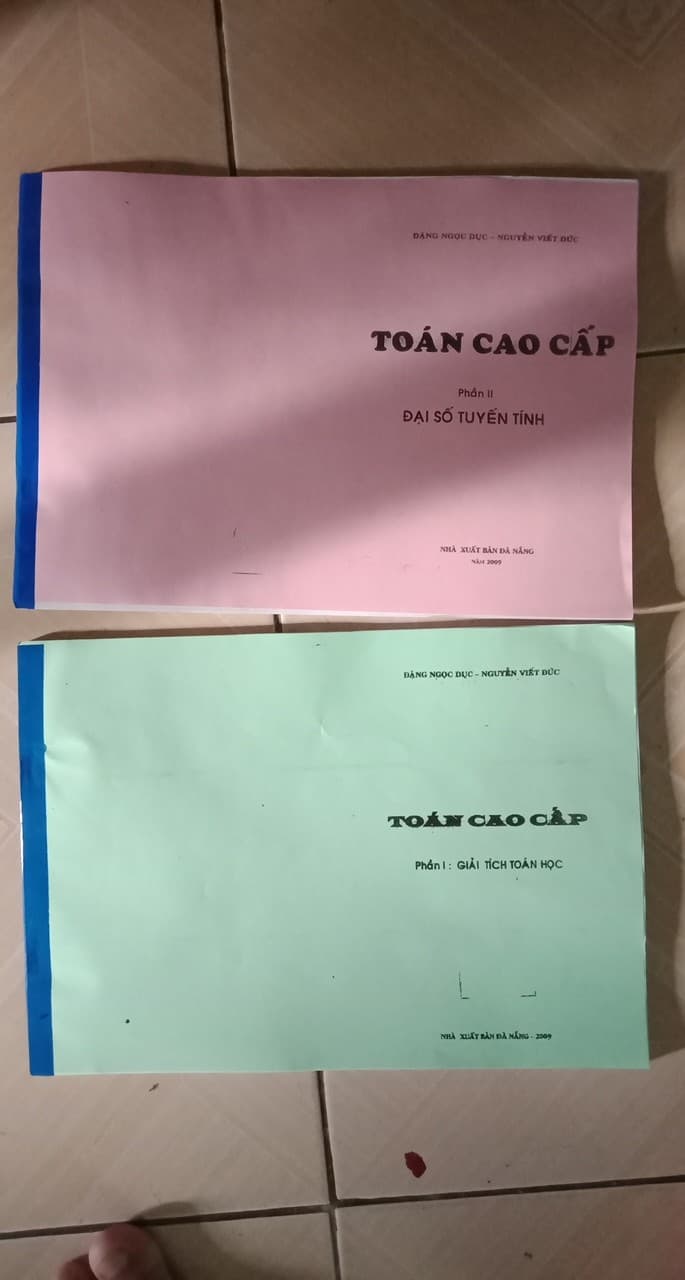 ĐẶNG NGỌC DỤC - NGUYỄN VIẾT ĐỨC
TOÁN CAO CẤP
Phần II
ĐẠI SỐ TUYẾN TÍNH
NHÀ XUẤT BẢN ĐÀ NẴNG
NĂM 2009
ĐẶNG NGỌC DỤC - NGUYỄN VIẾT ĐỨC
TOÁN CAO CẤP
Phần I : GIẢI TÍCH TOÁN HỌC
NHÀ XUẤT BẢN ĐÀ NẴNG - 2009